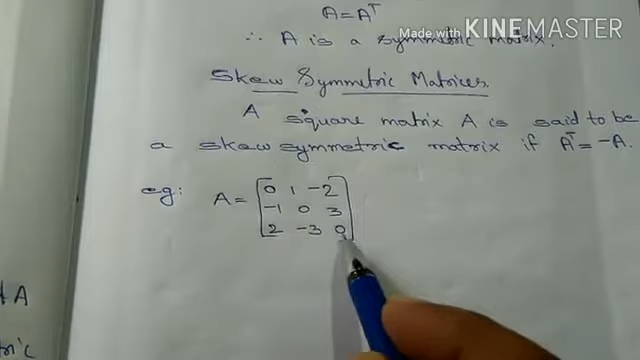 A = Aᵀ
Made with KINEMASTER
∴ A is a symmetric matrix.
Skew Symmetric Matrices.
A square matrix A is said to be
a skew symmetric matrix if Aᵀ = -A.
eg: A = [0 1 -2
-1 0 3
2 -3 0]
A
ric